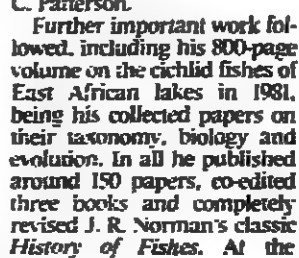 C. Patterson.
Further important work fol-
lowed, including his 800-page
volume on the cichlid fishes of
East African lakes in 1981,
being his collected papers on
their taxonomy, biology and
evolution. In all he published
around 150 papers, co-edited
three books and completely
revised J. R. Norman's classic
History of Fishes. At the